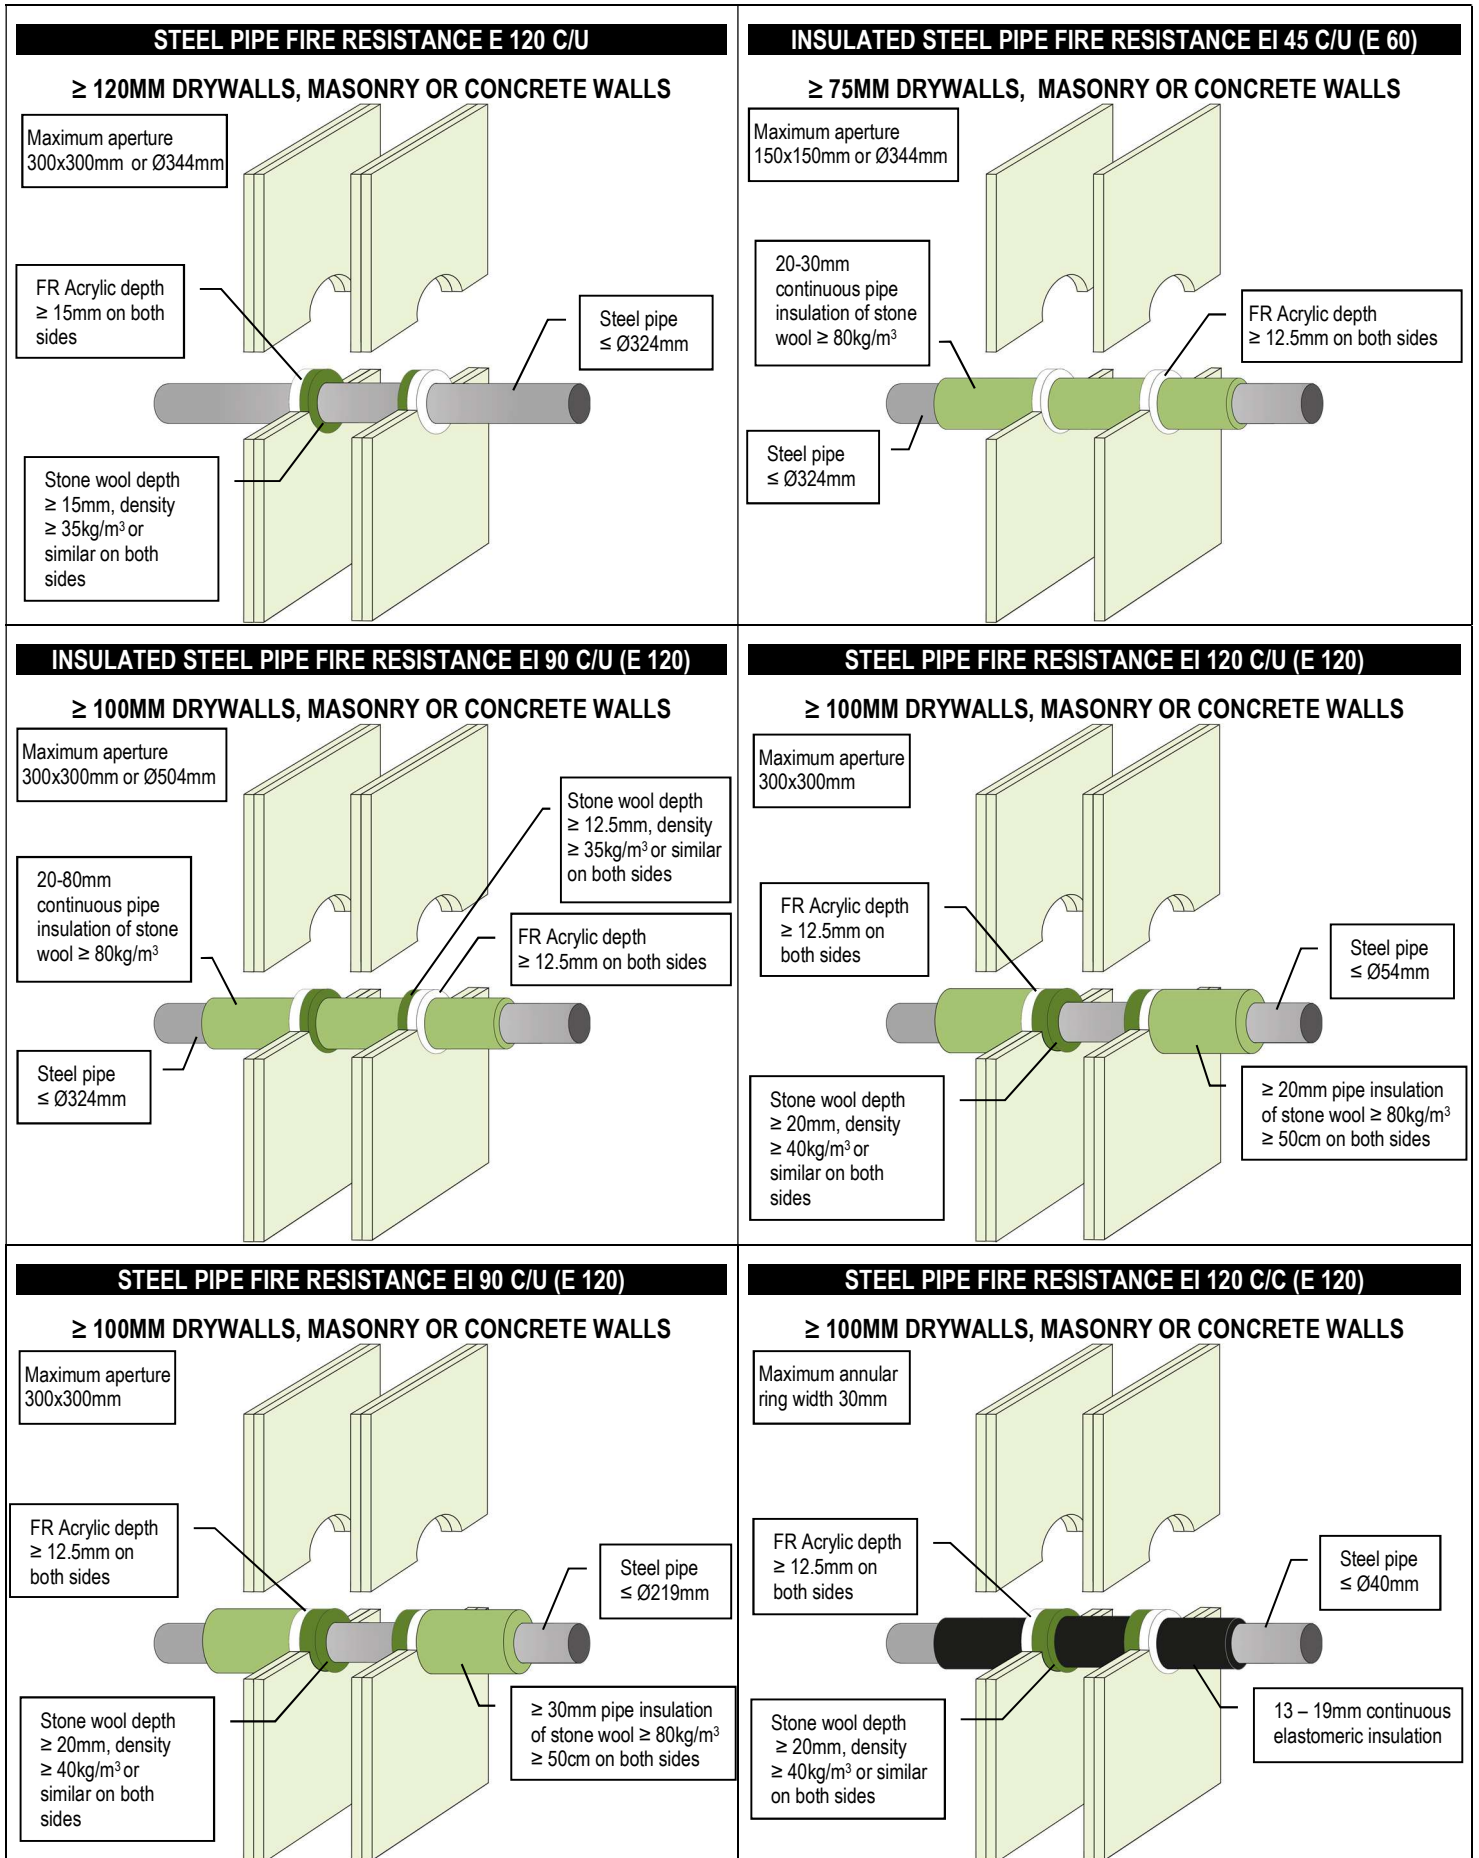 STEEL PIPE FIRE RESISTANCE E 120 C/U
≥ 120MM DRYWALLS, MASONRY OR CONCRETE WALLS
Maximum aperture
300x300mm or Ø344mm
FR Acrylic depth
≥ 15mm on both
sides
Steel pipe
≤ Ø324mm
Stone wool depth
≥ 15mm, density
≥ 35kg/m³ or
similar on both
sides
INSULATED STEEL PIPE FIRE RESISTANCE EI 45 C/U (E 60)
≥ 75MM DRYWALLS, MASONRY OR CONCRETE WALLS
Maximum aperture
150x150mm or Ø344mm
20-30mm
continuous pipe
insulation of stone
wool ≥ 80kg/m³
FR Acrylic depth
≥ 12.5mm on both sides
Steel pipe
≤ Ø324mm
INSULATED STEEL PIPE FIRE RESISTANCE EI 90 C/U (E 120)
≥ 100MM DRYWALLS, MASONRY OR CONCRETE WALLS
Maximum aperture
300x300mm or Ø504mm
Stone wool depth
≥ 12.5mm, density
≥ 35kg/m³ or similar
on both sides
20-80mm
continuous pipe
insulation of stone
wool ≥ 80kg/m³
FR Acrylic depth
≥ 12.5mm on both sides
Steel pipe
≤ Ø324mm
STEEL PIPE FIRE RESISTANCE EI 120 C/U (E 120)
≥ 100MM DRYWALLS, MASONRY OR CONCRETE WALLS
Maximum aperture
300x300mm
FR Acrylic depth
≥ 12.5mm on
both sides
Steel pipe
≤ Ø54mm
Stone wool depth
≥ 20mm, density
≥ 40kg/m³ or
similar on both
sides
≥ 20mm pipe insulation
of stone wool ≥ 80kg/m³
≥ 50cm on both sides
STEEL PIPE FIRE RESISTANCE EI 90 C/U (E 120)
≥ 100MM DRYWALLS, MASONRY OR CONCRETE WALLS
Maximum aperture
300x300mm
FR Acrylic depth
≥ 12.5mm on
both sides
Steel pipe
≤ Ø219mm
Stone wool depth
≥ 20mm, density
≥ 40kg/m³ or
similar on both
sides
≥ 30mm pipe insulation
of stone wool ≥ 80kg/m³
≥ 50cm on both sides
STEEL PIPE FIRE RESISTANCE EI 120 C/C (E 120)
≥ 100MM DRYWALLS, MASONRY OR CONCRETE WALLS
Maximum annular
ring width 30mm
FR Acrylic depth
≥ 12.5mm on
both sides
Steel pipe
≤ Ø40mm
Stone wool depth
≥ 20mm, density
≥ 40kg/m³ or similar
on both sides
13 – 19mm continuous
elastomeric insulation